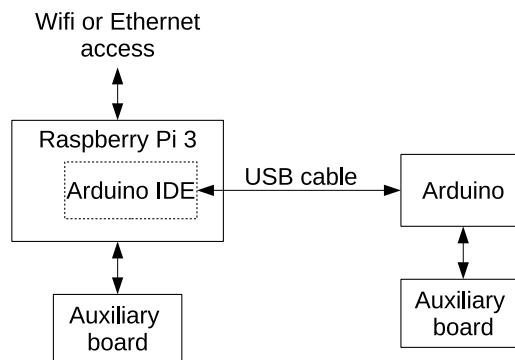 Wifi or Ethernet
access
Raspberry Pi 3
Arduino IDE
USB cable
Arduino
Auxiliary
board
Auxiliary
board